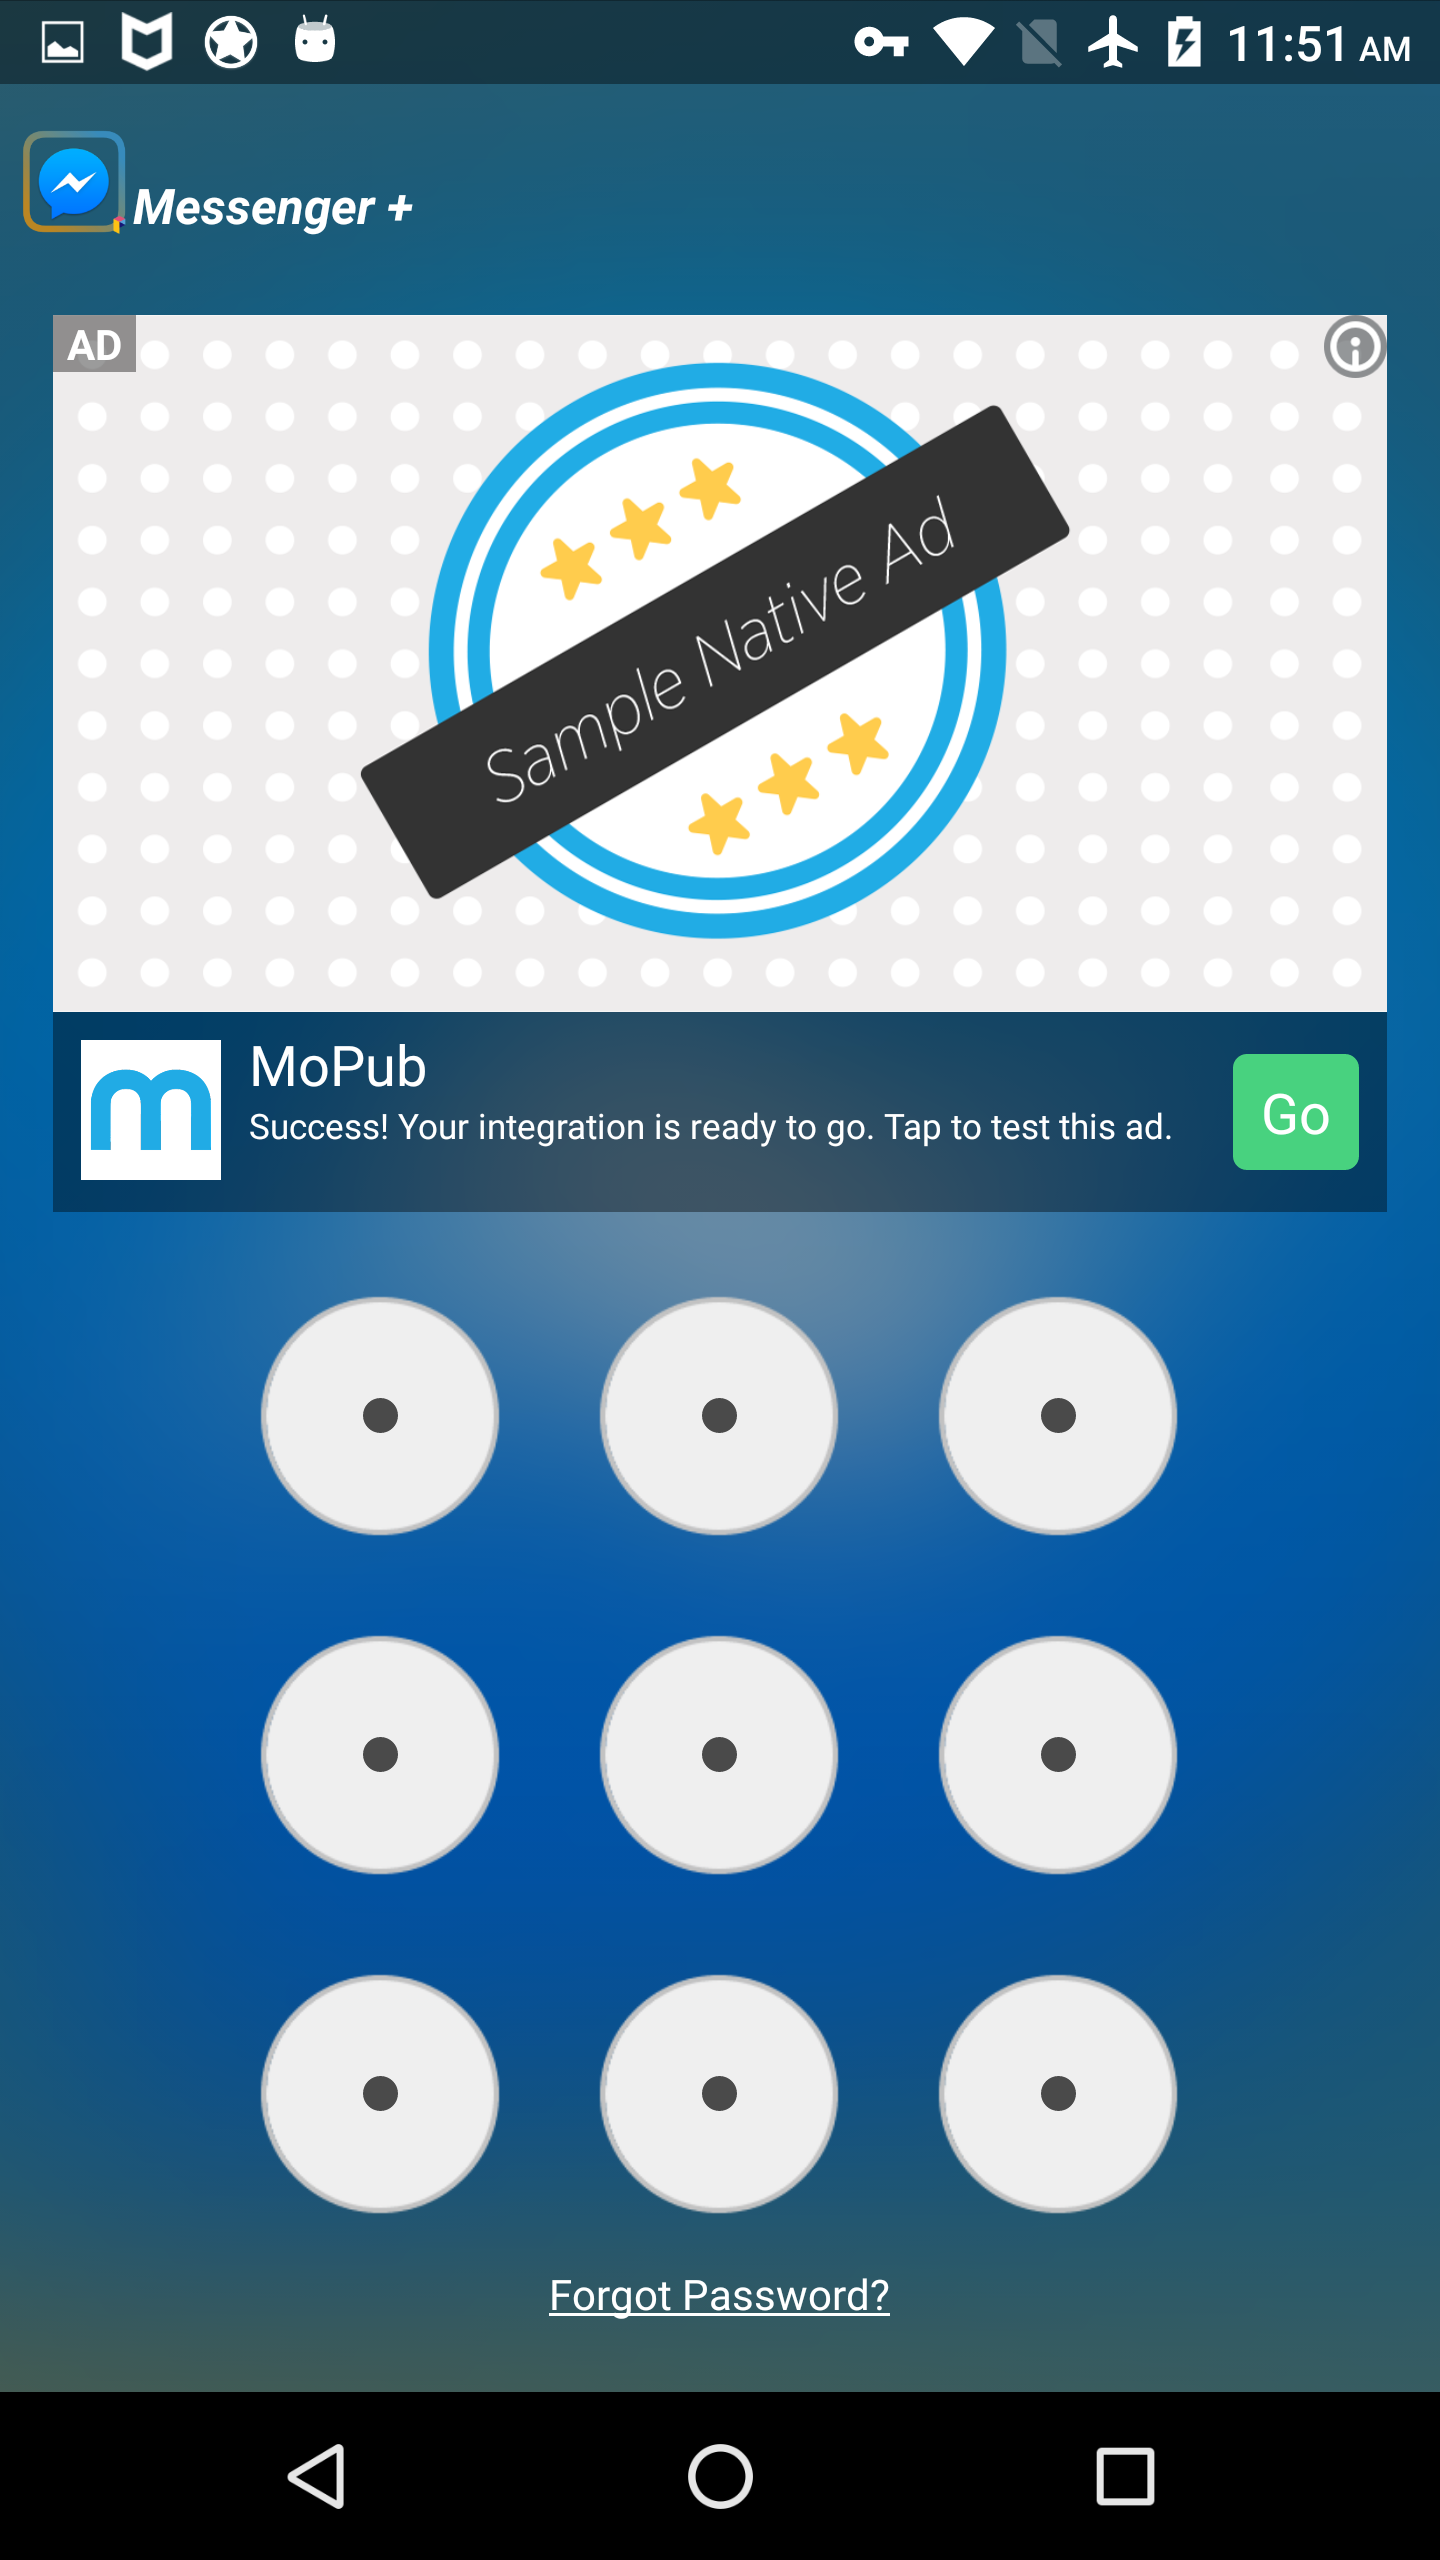 11:51 AM
Messenger +
AD
Sample Native Ad
MoPub
Success! Your integration is ready to go. Tap to test this ad.
Go
Forgot Password?